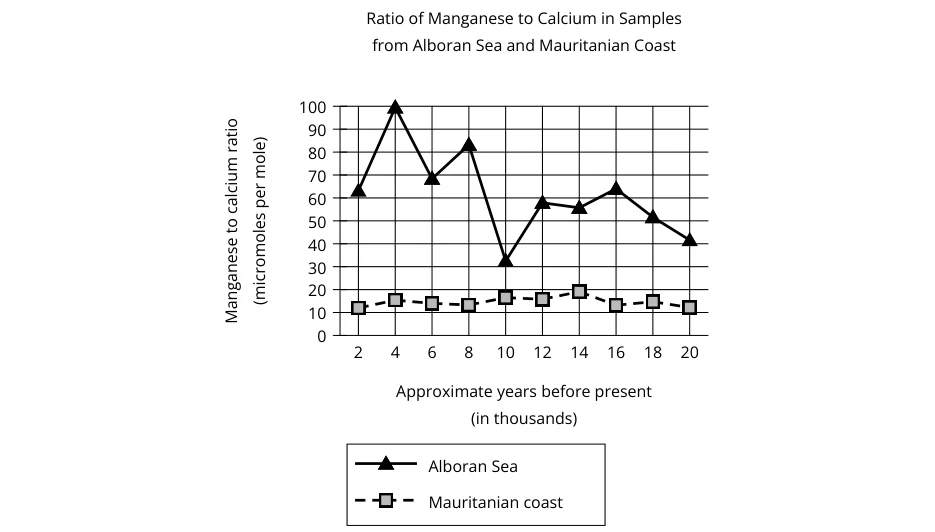 Ratio of Manganese to Calcium in Samples
from Alboran Sea and Mauritanian Coast
Manganese to calcium ratio
(micromoles per mole)
100
90
80
70
60
50
40
30
20
10
0
2 4 6 8 10 12 14 16 18 20
Approximate years before present
(in thousands)
Alboran Sea
Mauritanian coast